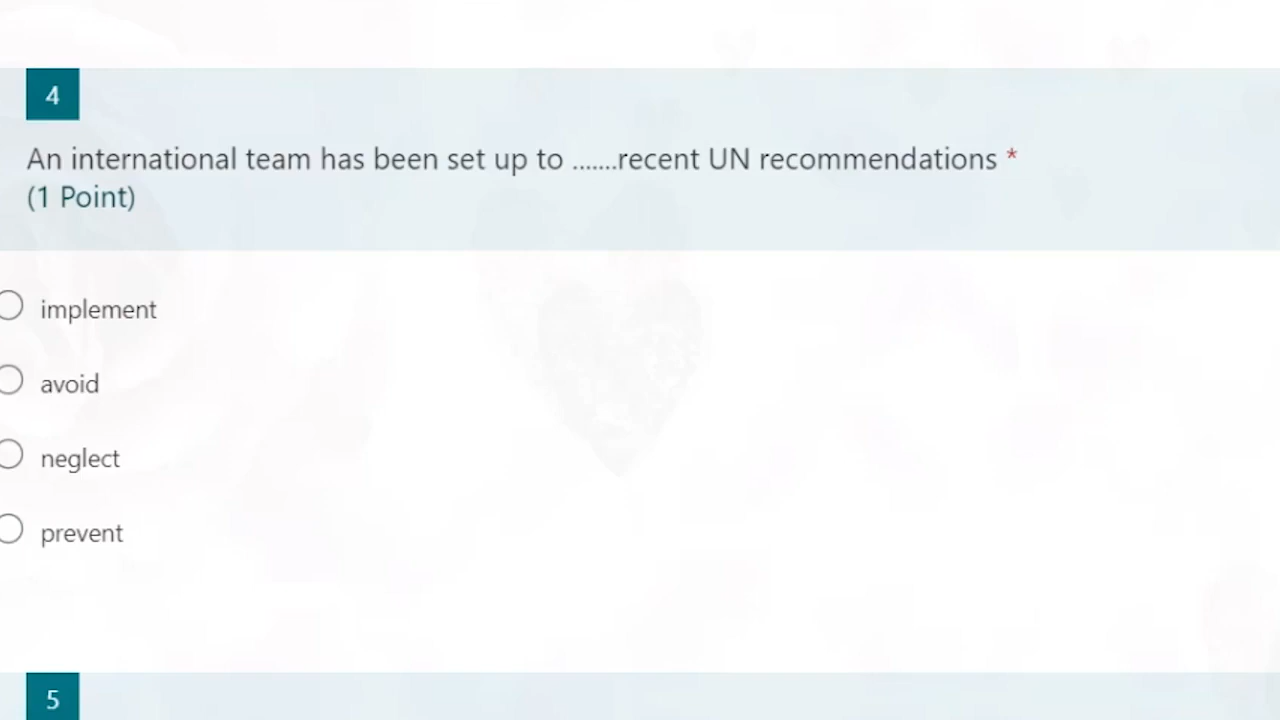 4
An international team has been set up to .......recent UN recommendations *
(1 Point)
implement
avoid
neglect
prevent
5